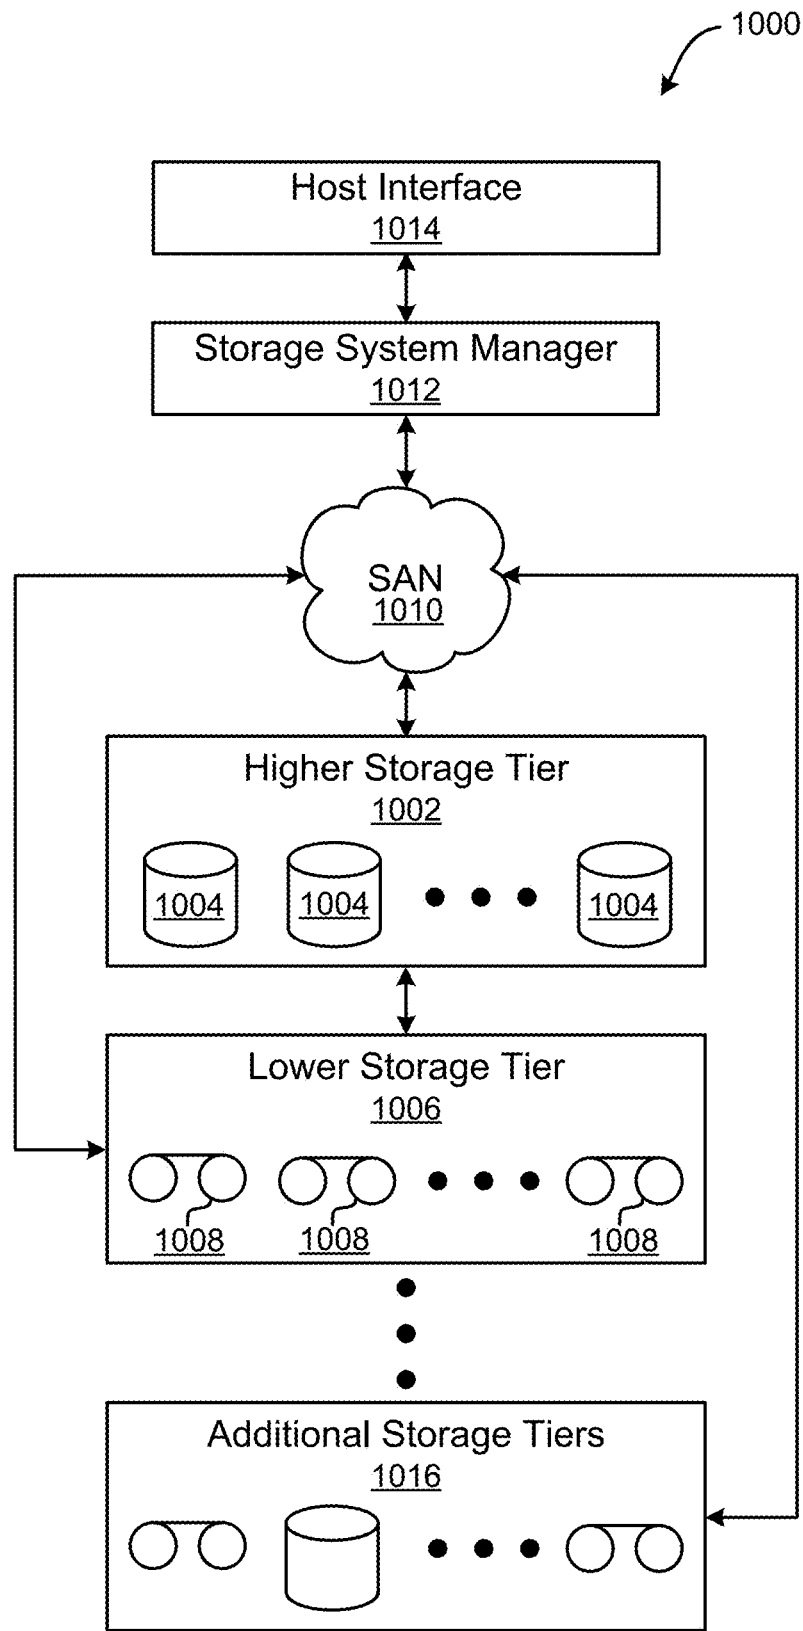 1000
Host Interface
1014
Storage System Manager
1012
SAN
1010
Higher Storage Tier
1002
1004 1004 1004
Lower Storage Tier
1006
1008 1008 1008
Additional Storage Tiers
1016